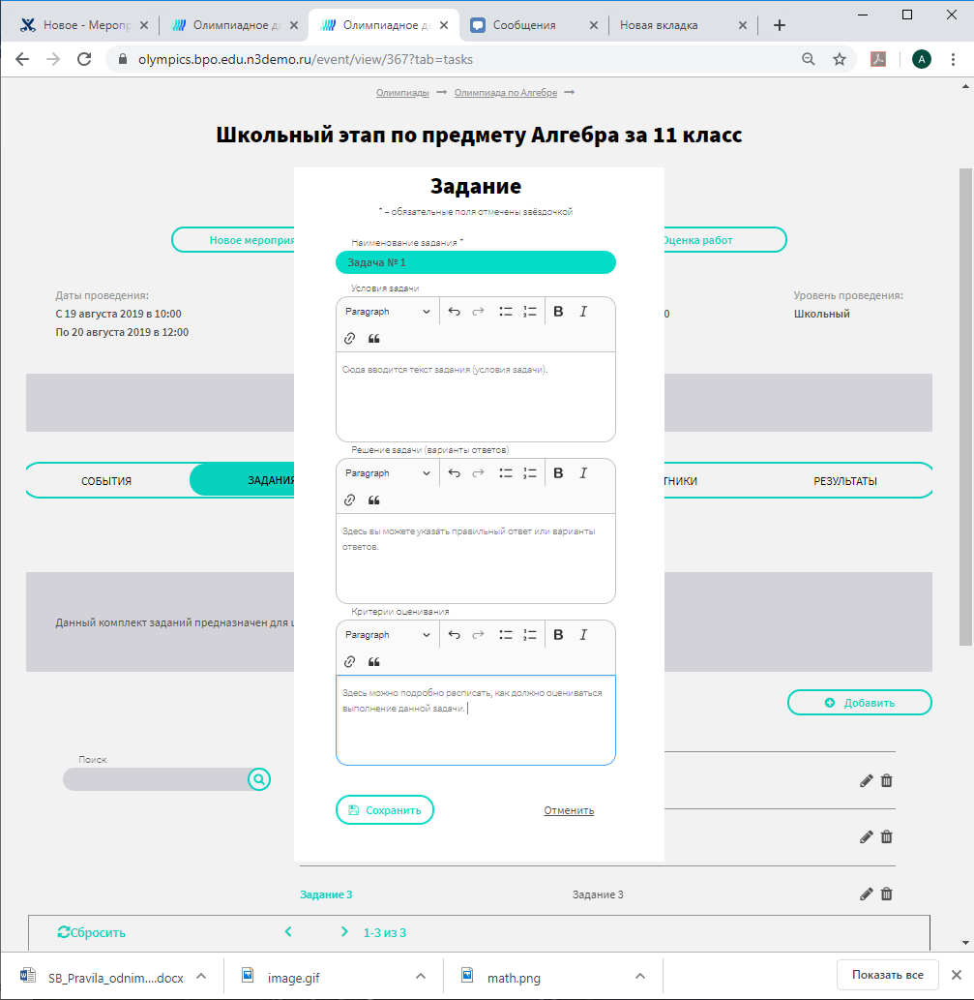 Новое - Меропр
Олимпиадное д
Олимпиадное д
Сообщения
Новая вкладка
olympics.bpo.edu.n3demo.ru/event/view/367?tab=tasks
A
Олимпиады → Олимпиада по Алгебре →
Школьный этап по предмету Алгебра за 11 класс
Задание
* – обязательные поля отмечены звёздочкой
Новое мероприя
Оценка работ
Наименование задания *
Задача № 1
Даты проведения:
С 19 августа 2019 в 10:00
По 20 августа 2019 в 12:00
0
Уровень проведения:
Школьный
Условия задачи
Paragraph
B I
Сюда вводится текст задания (условия задачи).
Решение задачи (варианты ответов)
Paragraph
B I
Здесь вы можете указать правильный ответ или варианты
ответов.
СОБЫТИЯ
ЗАДАНИЯ
ТНИКИ
РЕЗУЛЬТАТЫ
Данный комплект заданий предназначен для
Критерии оценивания
Paragraph
B I
Здесь можно подробно расписать, как должно оцениваться
выполнение данной задачи.
Добавить
Поиск
Сохранить
Отменить
Задание 3
Задание 3
Сбросить
1-3 из 3
SB_Pravila_odnim....docx
image.gif
math.png
Показать все